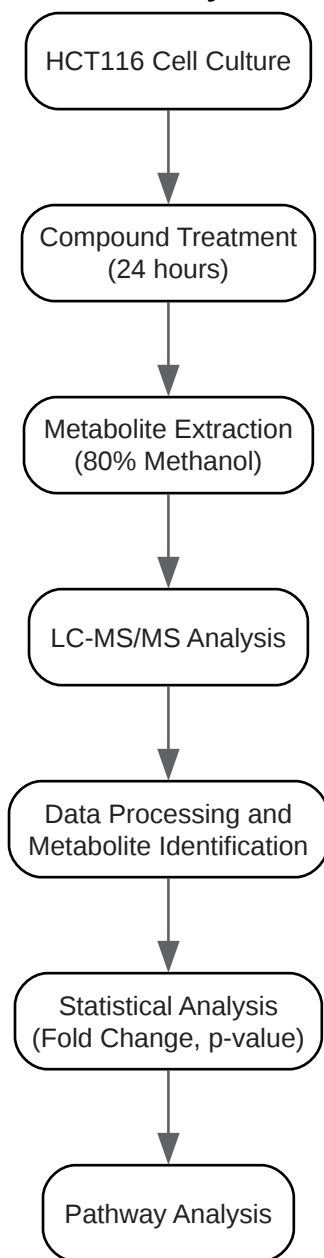 HCT116 Cell Culture
Compound Treatment
(24 hours)
Metabolite Extraction
(80% Methanol)
LC-MS/MS Analysis
Data Processing and
Metabolite Identification
Statistical Analysis
(Fold Change, p-value)
Pathway Analysis